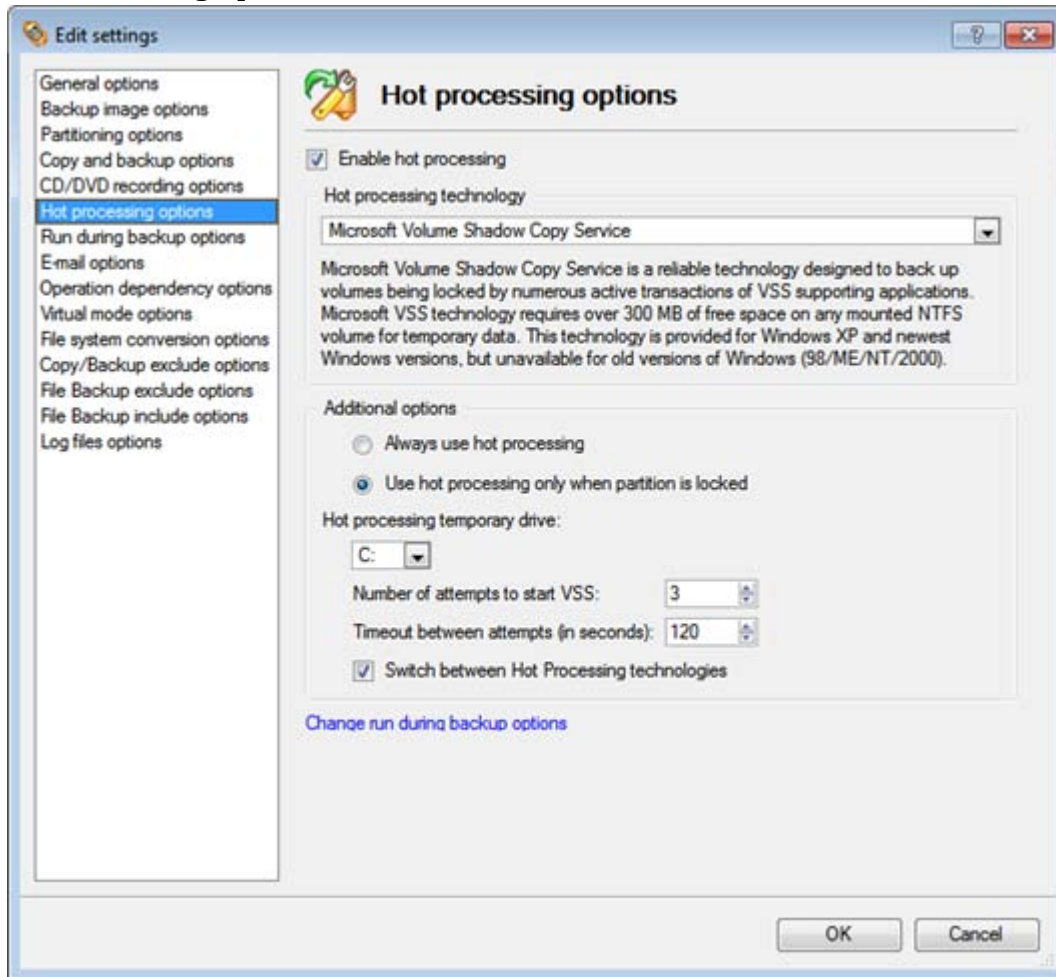 Edit settings
General options
Backup image options
Partitioning options
Copy and backup options
CD/DVD recording options
Hot processing options
Run during backup options
E-mail options
Operation dependency options
Virtual mode options
File system conversion options
Copy/Backup exclude options
File Backup exclude options
File Backup include options
Log files options
Hot processing options
Enable hot processing
Hot processing technology
Microsoft Volume Shadow Copy Service
Microsoft Volume Shadow Copy Service is a reliable technology designed to back up
volumes being locked by numerous active transactions of VSS supporting applications.
Microsoft VSS technology requires over 300 MB of free space on any mounted NTFS
volume for temporary data. This technology is provided for Windows XP and newest
Windows versions, but unavailable for old versions of Windows (98/ME/NT/2000).
Additional options
Always use hot processing
Use hot processing only when partition is locked
Hot processing temporary drive:
C:
Number of attempts to start VSS: 3
Timeout between attempts (in seconds): 120
Switch between Hot Processing technologies
Change run during backup options
OK Cancel